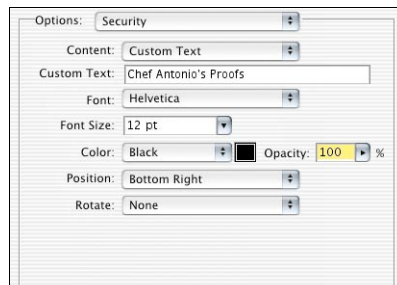 Options: Security
Content: Custom Text
Custom Text: Chef Antonio's Proofs
Font: Helvetica
Font Size: 12 pt
Color: Black Opacity: 100 %
Position: Bottom Right
Rotate: None